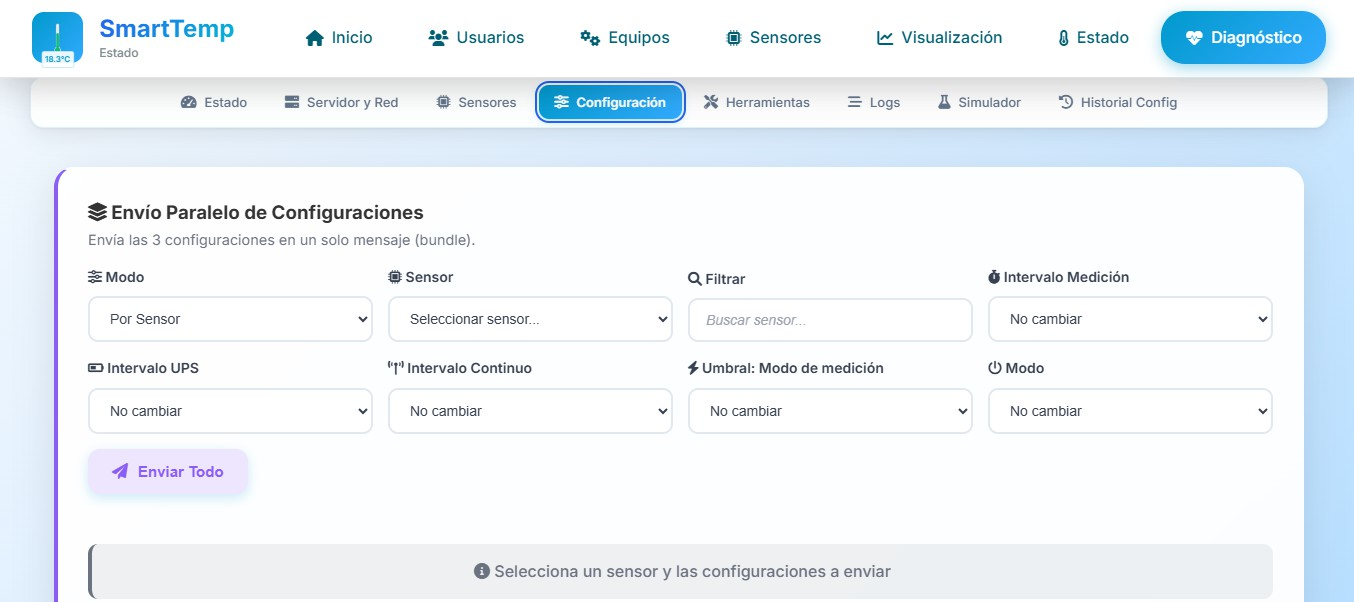 SmartTemp
18.3°C
Estado
Inicio
Usuarios
Equipos
Sensores
Visualización
Estado
Diagnóstico
Estado
Servidor y Red
Sensores
Configuración
Herramientas
Logs
Simulador
Historial Config
Envío Paralelo de Configuraciones
Envía las 3 configuraciones en un solo mensaje (bundle).
Modo
Sensor
Filtrar
Intervalo Medición
Por Sensor
Seleccionar sensor...
Buscar sensor...
No cambiar
Intervalo UPS
Intervalo Continuo
Umbral: Modo de medición
Modo
No cambiar
No cambiar
No cambiar
No cambiar
Enviar Todo
Selecciona un sensor y las configuraciones a enviar